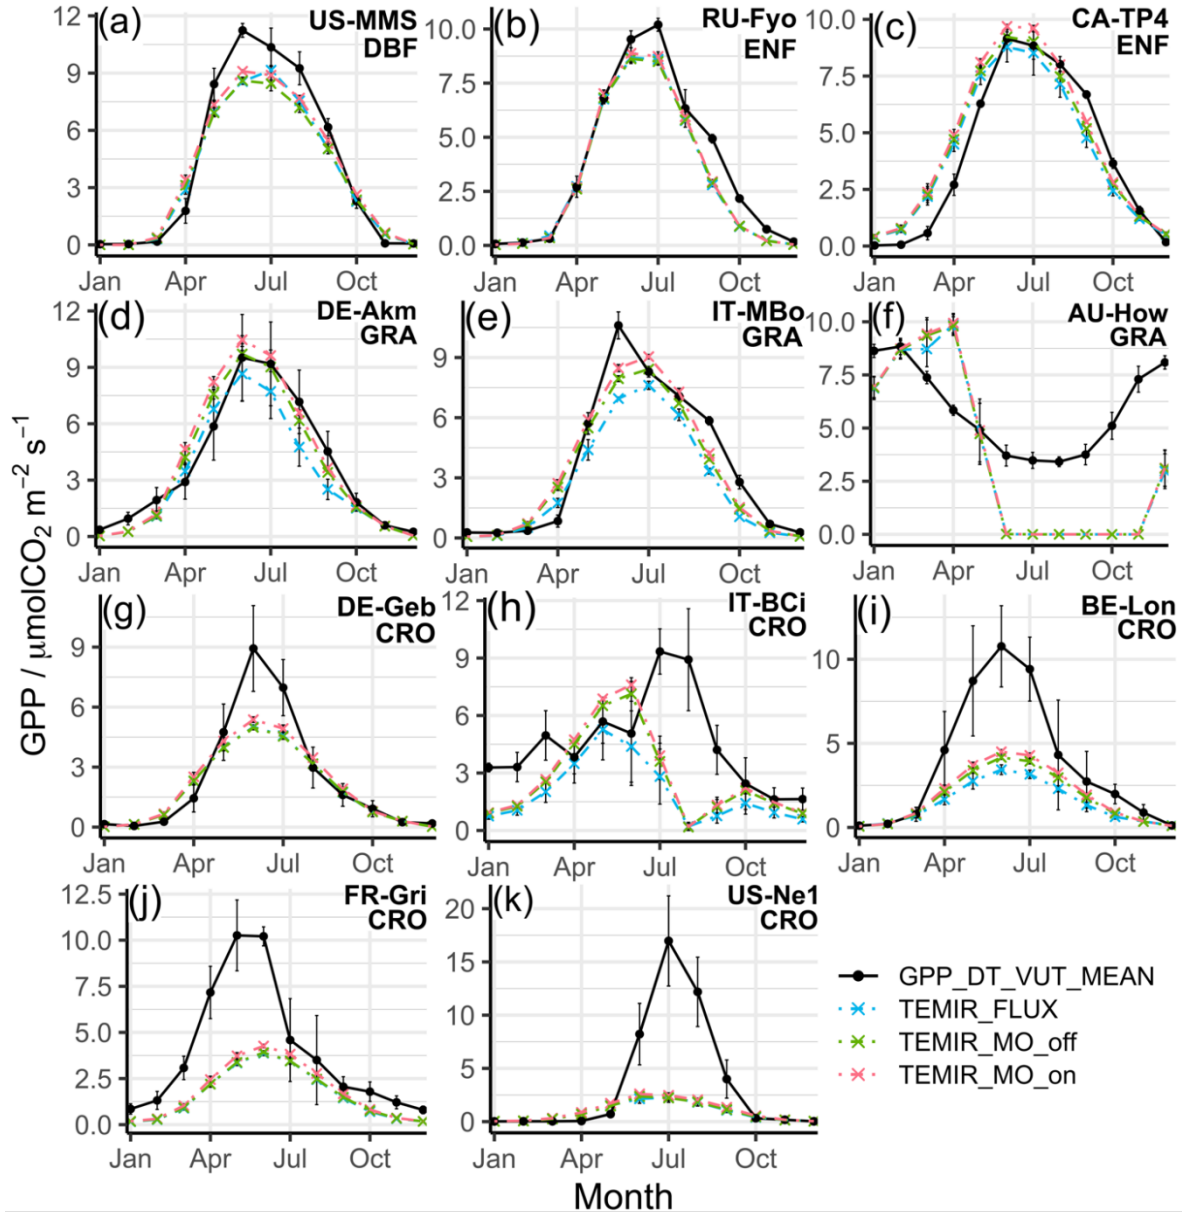 (a) US-MMS
DBF
12
9
6
3
0
Jan Apr Jul Oct
(b) RU-Fyo
ENF
10.0
7.5
5.0
2.5
0.0
Jan Apr Jul Oct
(c) CA-TP4
ENF
10.0
7.5
5.0
2.5
0.0
Jan Apr Jul Oct
(d) DE-Akm
GRA
12
9
6
3
0
Jan Apr Jul Oct
(e) IT-MBo
GRA
9
6
3
0
Jan Apr Jul Oct
(f) AU-How
GRA
10.0
7.5
5.0
2.5
0.0
Jan Apr Jul Oct
GPP / μmolCO₂ m⁻² s⁻¹
(g) DE-Geb
CRO
9
6
3
0
Jan Apr Jul Oct
(h) IT-BCi
CRO
12
9
6
3
0
Jan Apr Jul Oct
(i) BE-Lon
CRO
10
5
0
Jan Apr Jul Oct
(j) FR-Gri
CRO
12.5
10.0
7.5
5.0
2.5
0.0
Jan Apr Jul Oct
(k) US-Ne1
CRO
20
15
10
5
0
Jan Apr Jul Oct
GPP_DT_VUT_MEAN
TEMIR_FLUX
TEMIR_MO_off
TEMIR_MO_on
Month